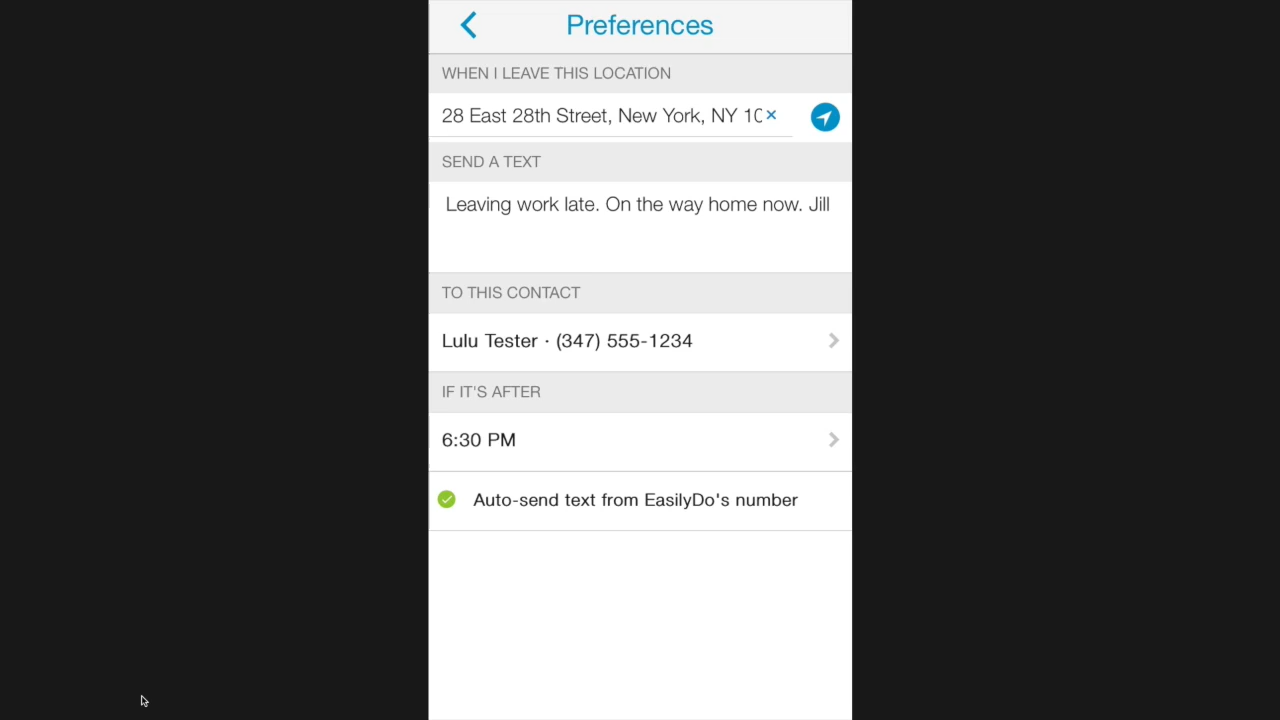 Preferences
WHEN I LEAVE THIS LOCATION
28 East 28th Street, New York, NY 10
SEND A TEXT
Leaving work late. On the way home now. Jill
TO THIS CONTACT
Lulu Tester · (347) 555-1234
IF IT'S AFTER
6:30 PM
Auto-send text from EasilyDo's number